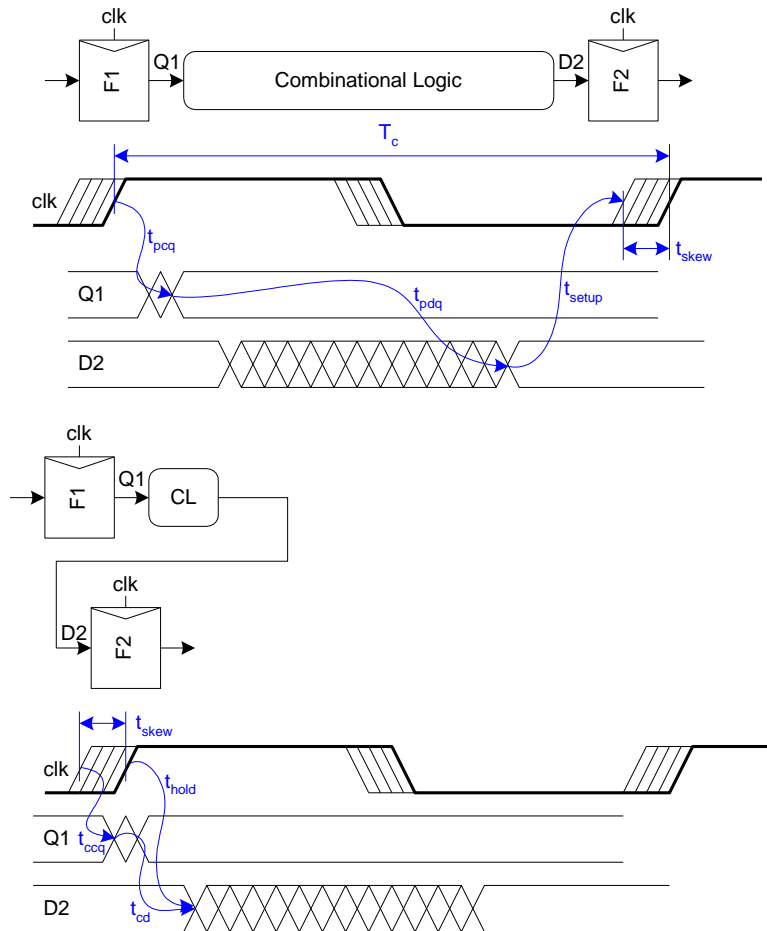 clk clk
F1 Q1 Combinational Logic D2 F2
Tc
clk
tpcq
tskew
Q1 tpdq tsetup
D2
clk
F1 Q1 CL
clk
D2 F2
tskew
clk
thold
Q1 tccq
D2 tcd